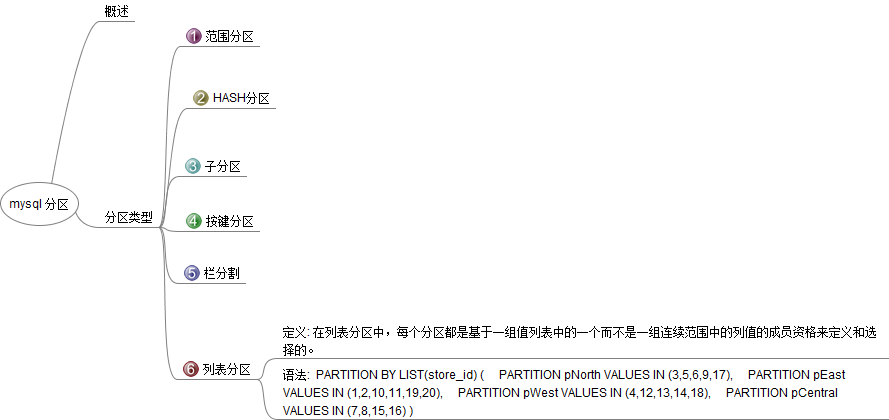 概述
① 范围分区
② HASH分区
③ 子分区
mysql 分区
分区类型
④ 按键分区
⑤ 栏分割
⑥ 列表分区
定义: 在列表分区中，每个分区都是基于一组值列表中的一个而不是一组连续范围中的列值的成员资格来定义和选
择的。
语法: PARTITION BY LIST(store_id) ( PARTITION pNorth VALUES IN (3,5,6,9,17), PARTITION pEast
VALUES IN (1,2,10,11,19,20), PARTITION pWest VALUES IN (4,12,13,14,18), PARTITION pCentral
VALUES IN (7,8,15,16) )